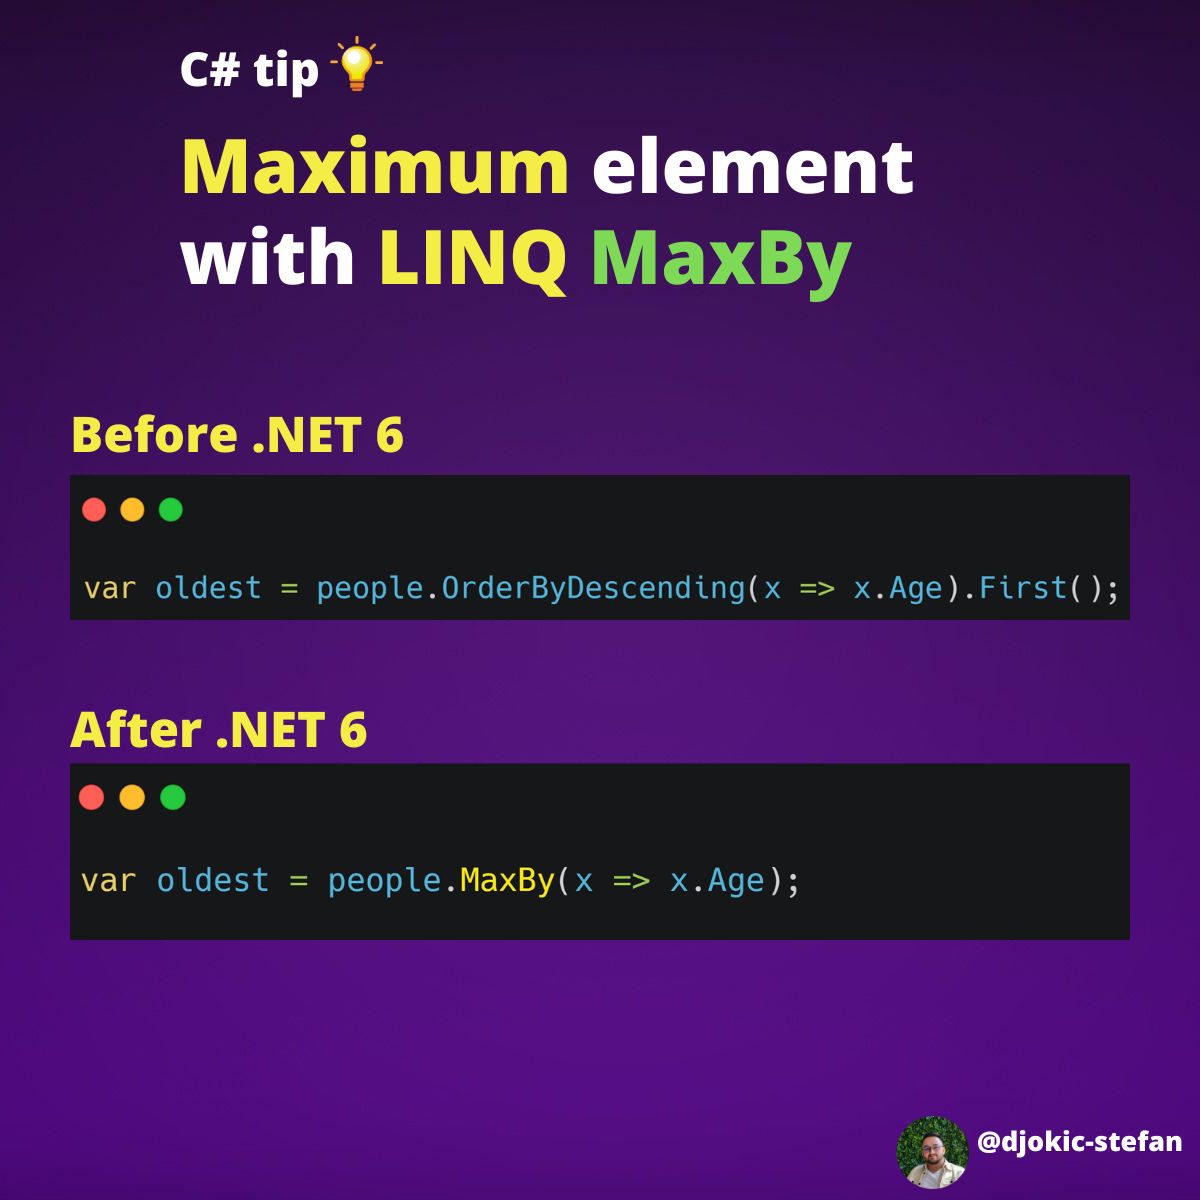 C# tip
Maximum element
with LINQ MaxBy
Before .NET 6
var oldest = people.OrderByDescending(x => x.Age).First();
After .NET 6
var oldest = people.MaxBy(x => x.Age);
@djokic-stefan